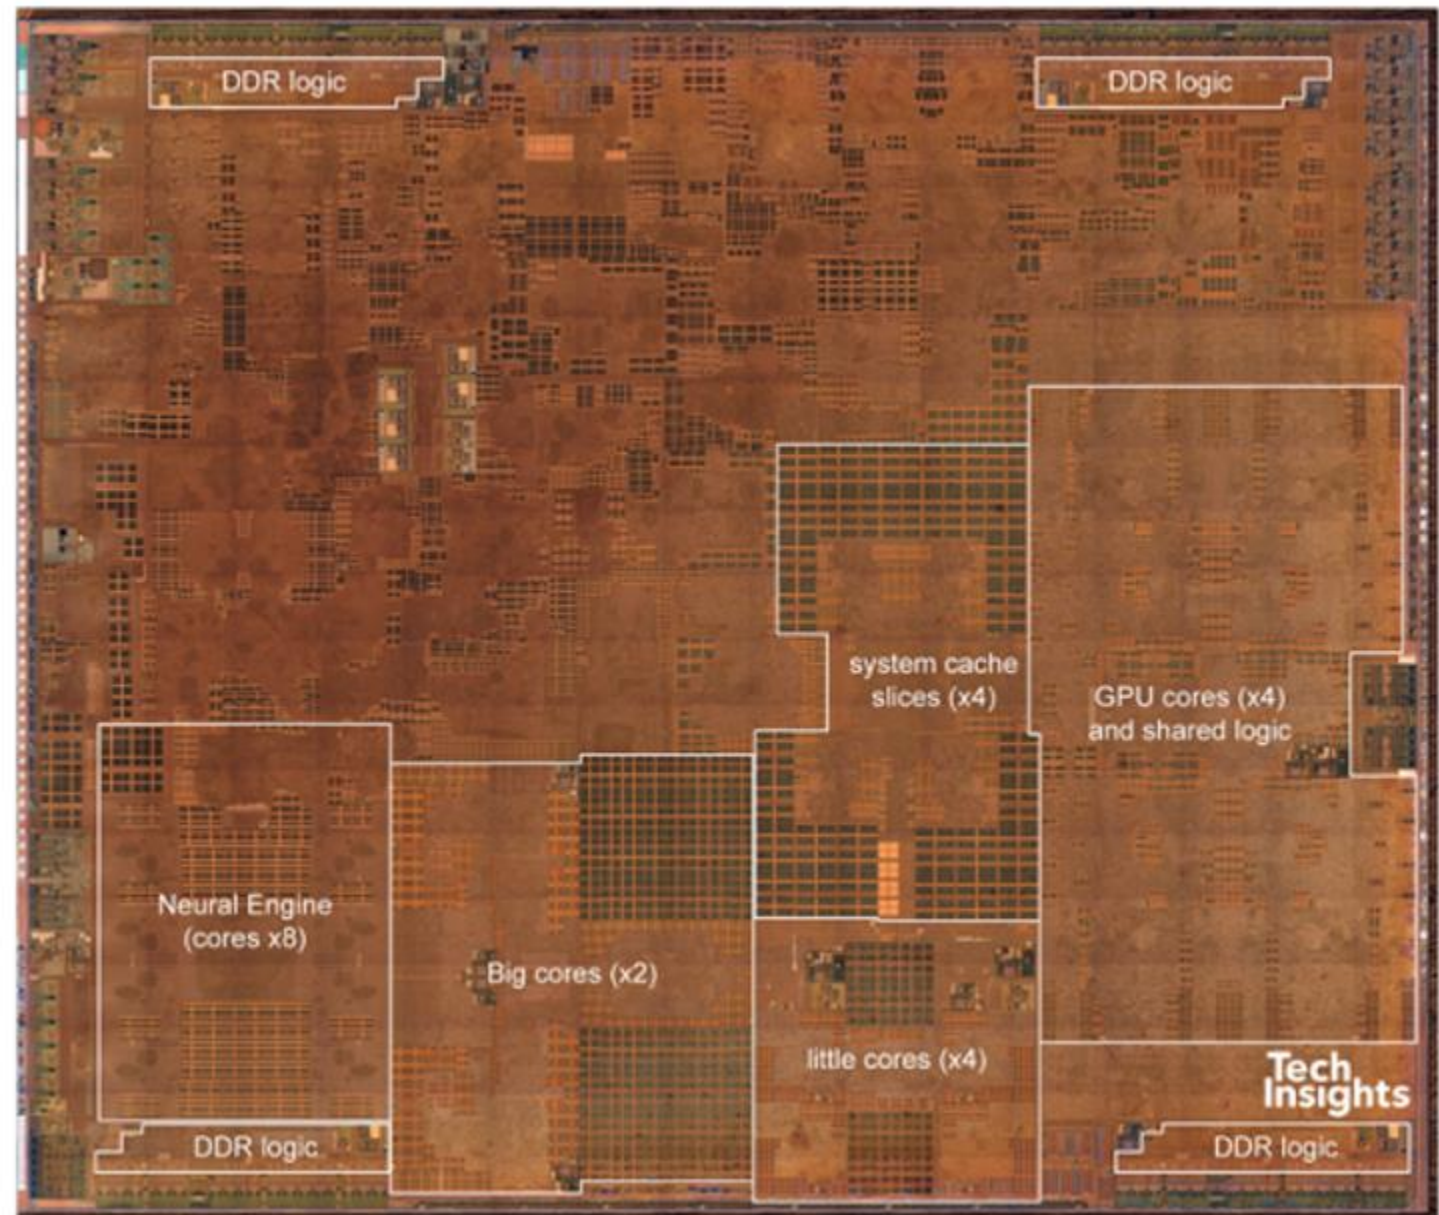 DDR logic
DDR logic
system cache
slices (x4)
GPU cores (x4)
and shared logic
Neural Engine
(cores x8)
Big cores (x2)
little cores (x4)
Tech
Insights
DDR logic
DDR logic